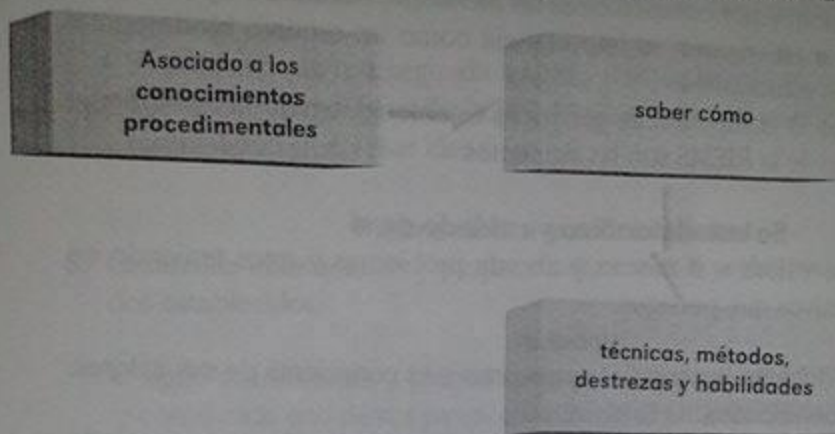 Asociado a los
conocimientos
procedimentales
saber cómo
técnicas, métodos,
destrezas y habilidades